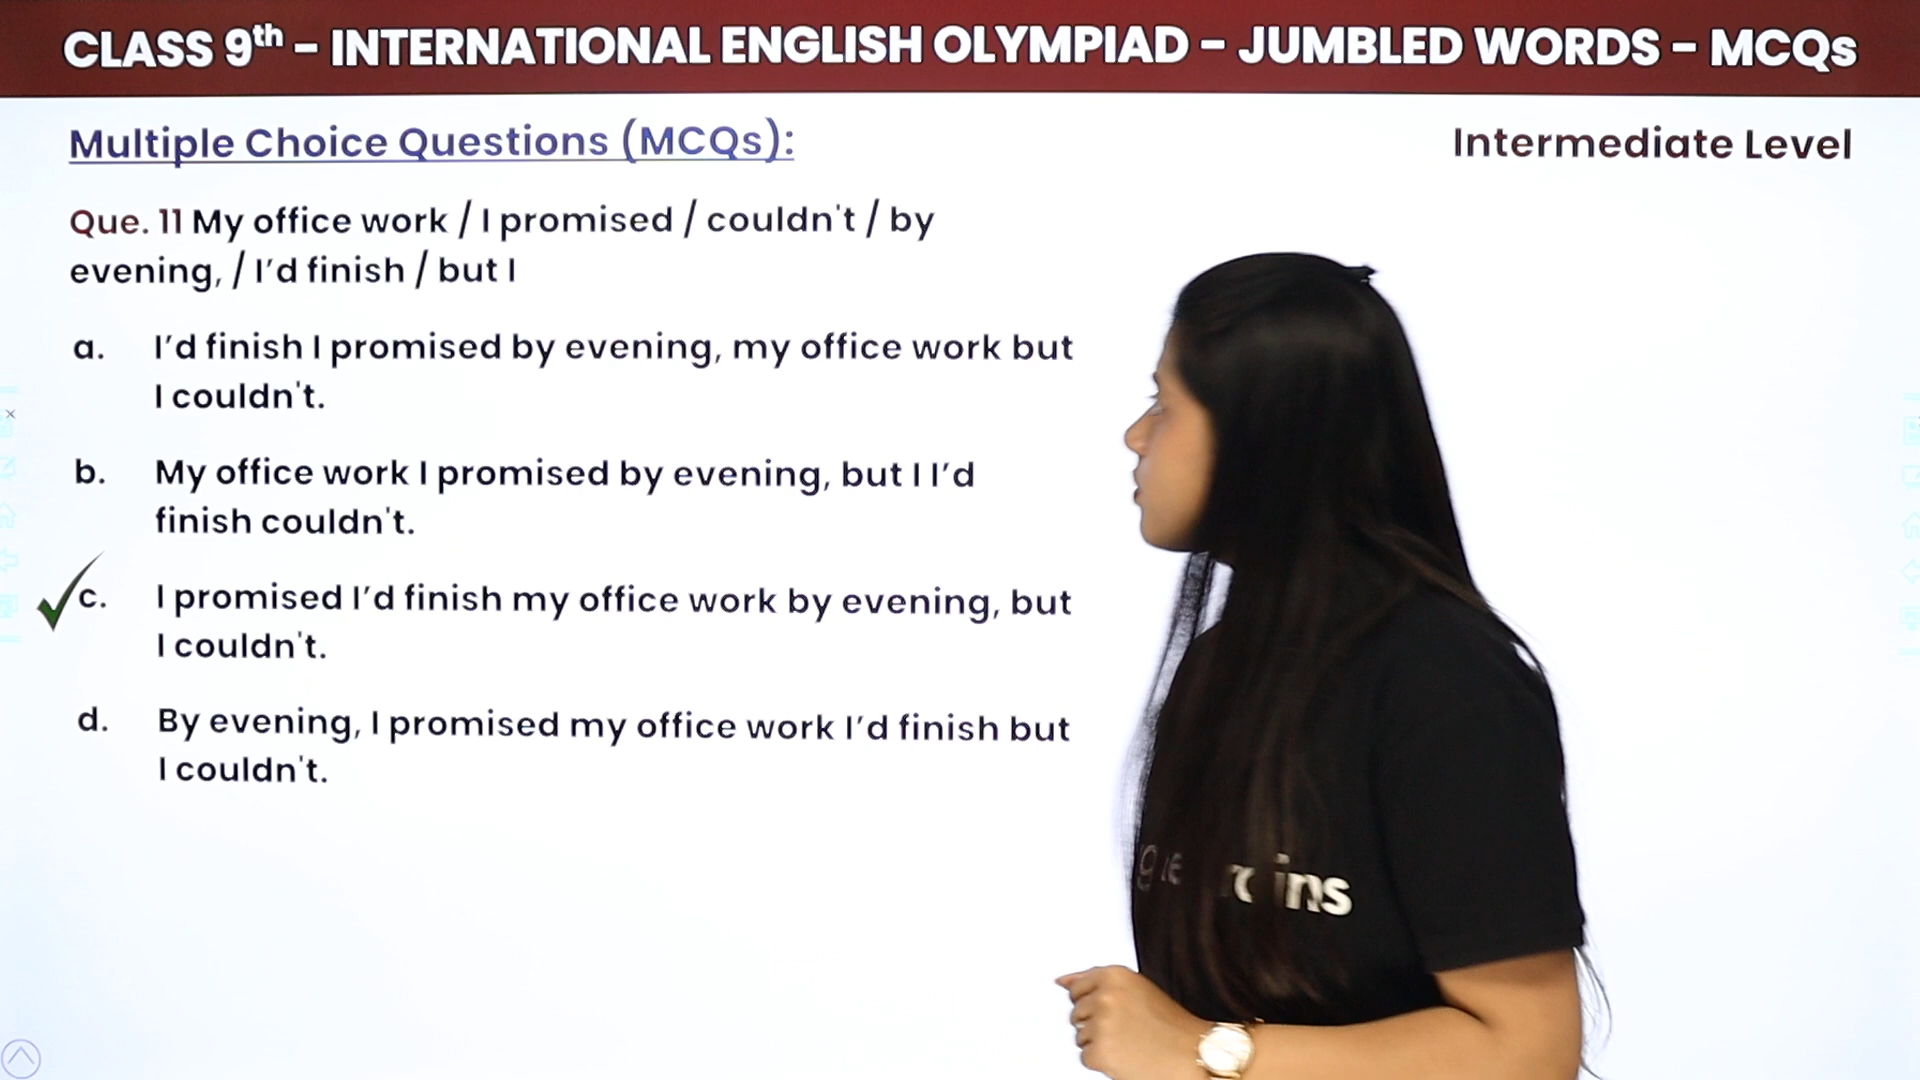 CLASS 9th – INTERNATIONAL ENGLISH OLYMPIAD – JUMBLED WORDS – MCQs
Multiple Choice Questions (MCQs):
Intermediate Level
Que. 11 My office work / I promised / couldn't / by
evening, / I’d finish / but I
a. I’d finish I promised by evening, my office work but
I couldn't.
b. My office work I promised by evening, but I I’d
finish couldn't.
c. I promised I’d finish my office work by evening, but
I couldn't.
d. By evening, I promised my office work I’d finish but
I couldn't.